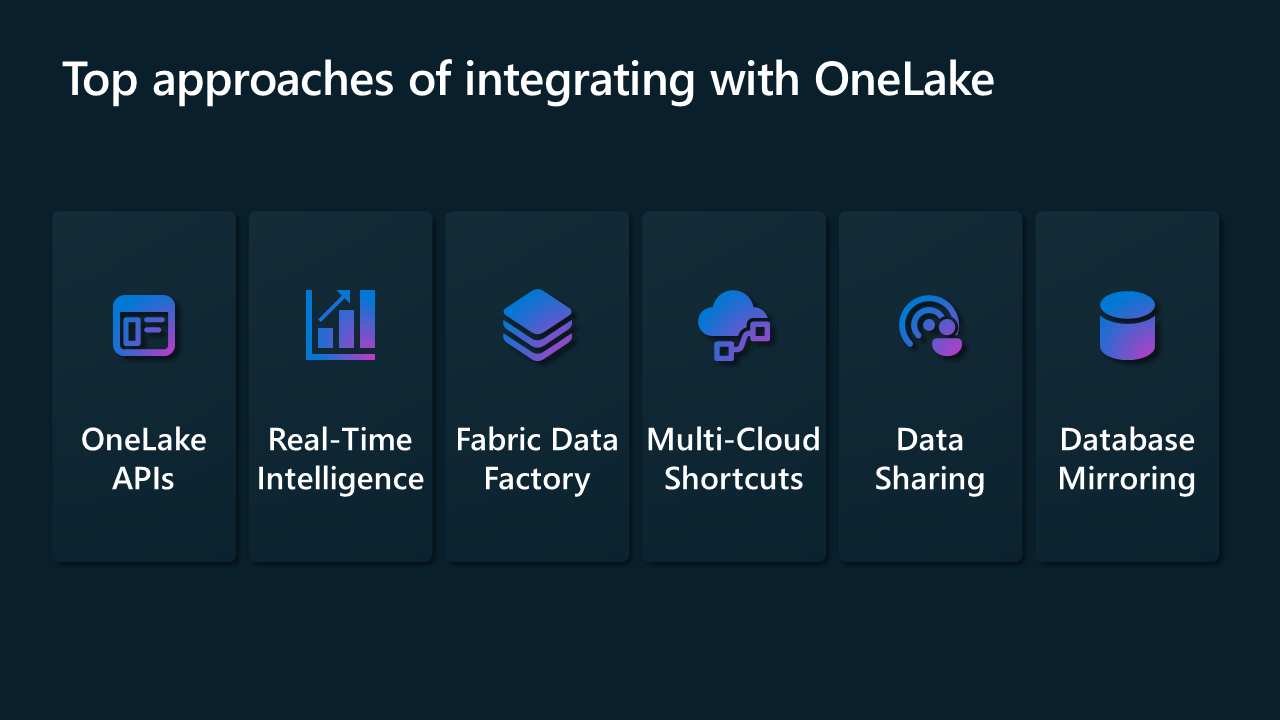 Top approaches of integrating with OneLake
OneLake
APIs
Real-Time
Intelligence
Fabric Data
Factory
Multi-Cloud
Shortcuts
Data
Sharing
Database
Mirroring